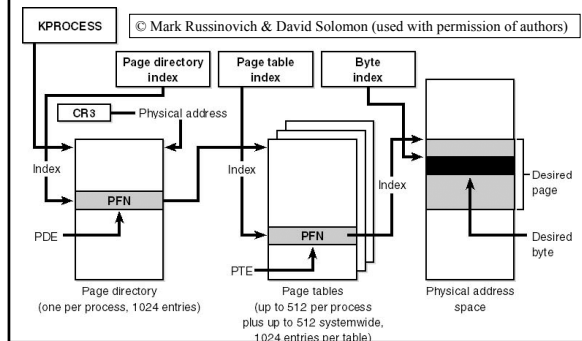 KPROCESS
© Mark Russinovich & David Solomon (used with permission of authors)
Page directory
index
Page table
index
Byte
index
CR3
Physical address
Index
Index
Index
PFN
PFN
PDE
PTE
Desired
page
Desired
byte
Page directory
(one per process, 1024 entries)
Page tables
(up to 512 per process
plus up to 512 systemwide,
1024 entries per table)
Physical address
space